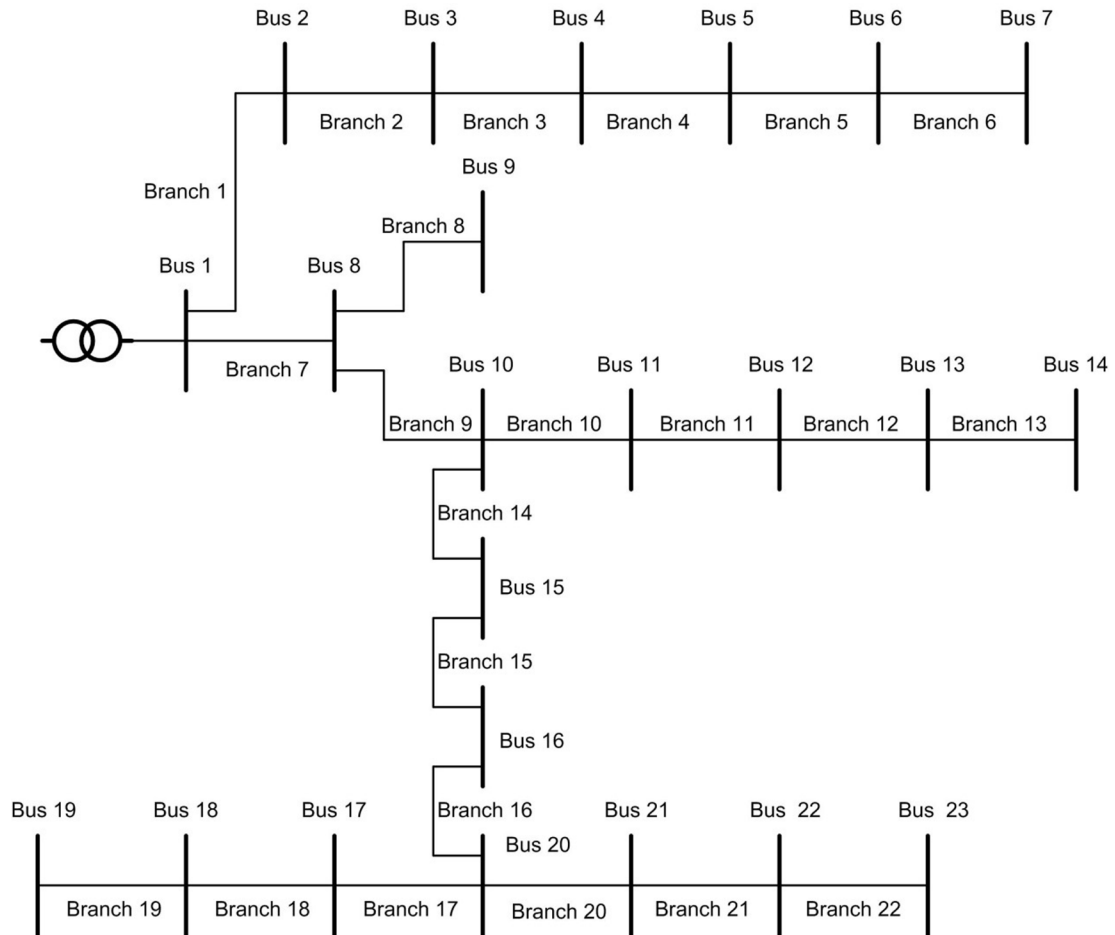 Bus 2 Bus 3 Bus 4 Bus 5 Bus 6 Bus 7
Branch 2 Branch 3 Branch 4 Branch 5 Branch 6
Bus 9
Branch 1
Branch 8
Bus 1 Bus 8
Branch 7
Bus 10 Bus 11 Bus 12 Bus 13 Bus 14
Branch 9 Branch 10 Branch 11 Branch 12 Branch 13
Branch 14
Bus 15
Branch 15
Bus 16
Bus 19 Bus 18 Bus 17 Branch 16 Bus 21 Bus 22 Bus 23
Bus 20
Branch 19 Branch 18 Branch 17 Branch 20 Branch 21 Branch 22